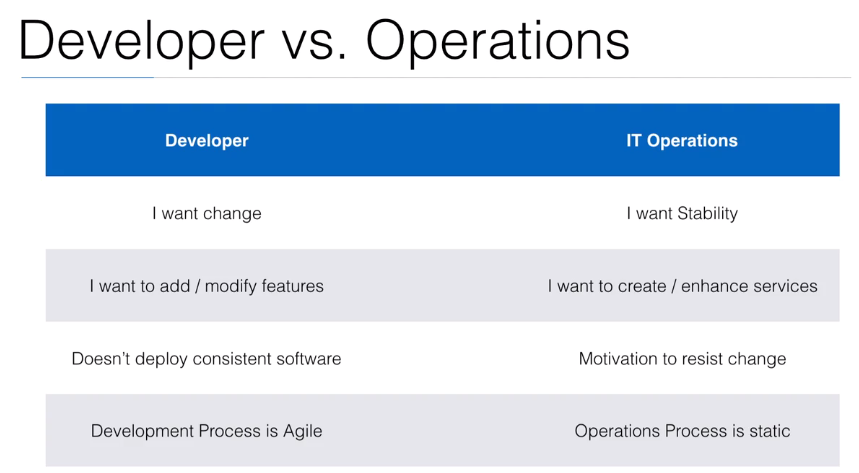 Developer vs. Operations
Developer IT Operations
I want change I want Stability
I want to add / modify features I want to create / enhance services
Doesn't deploy consistent software Motivation to resist change
Development Process is Agile Operations Process is static